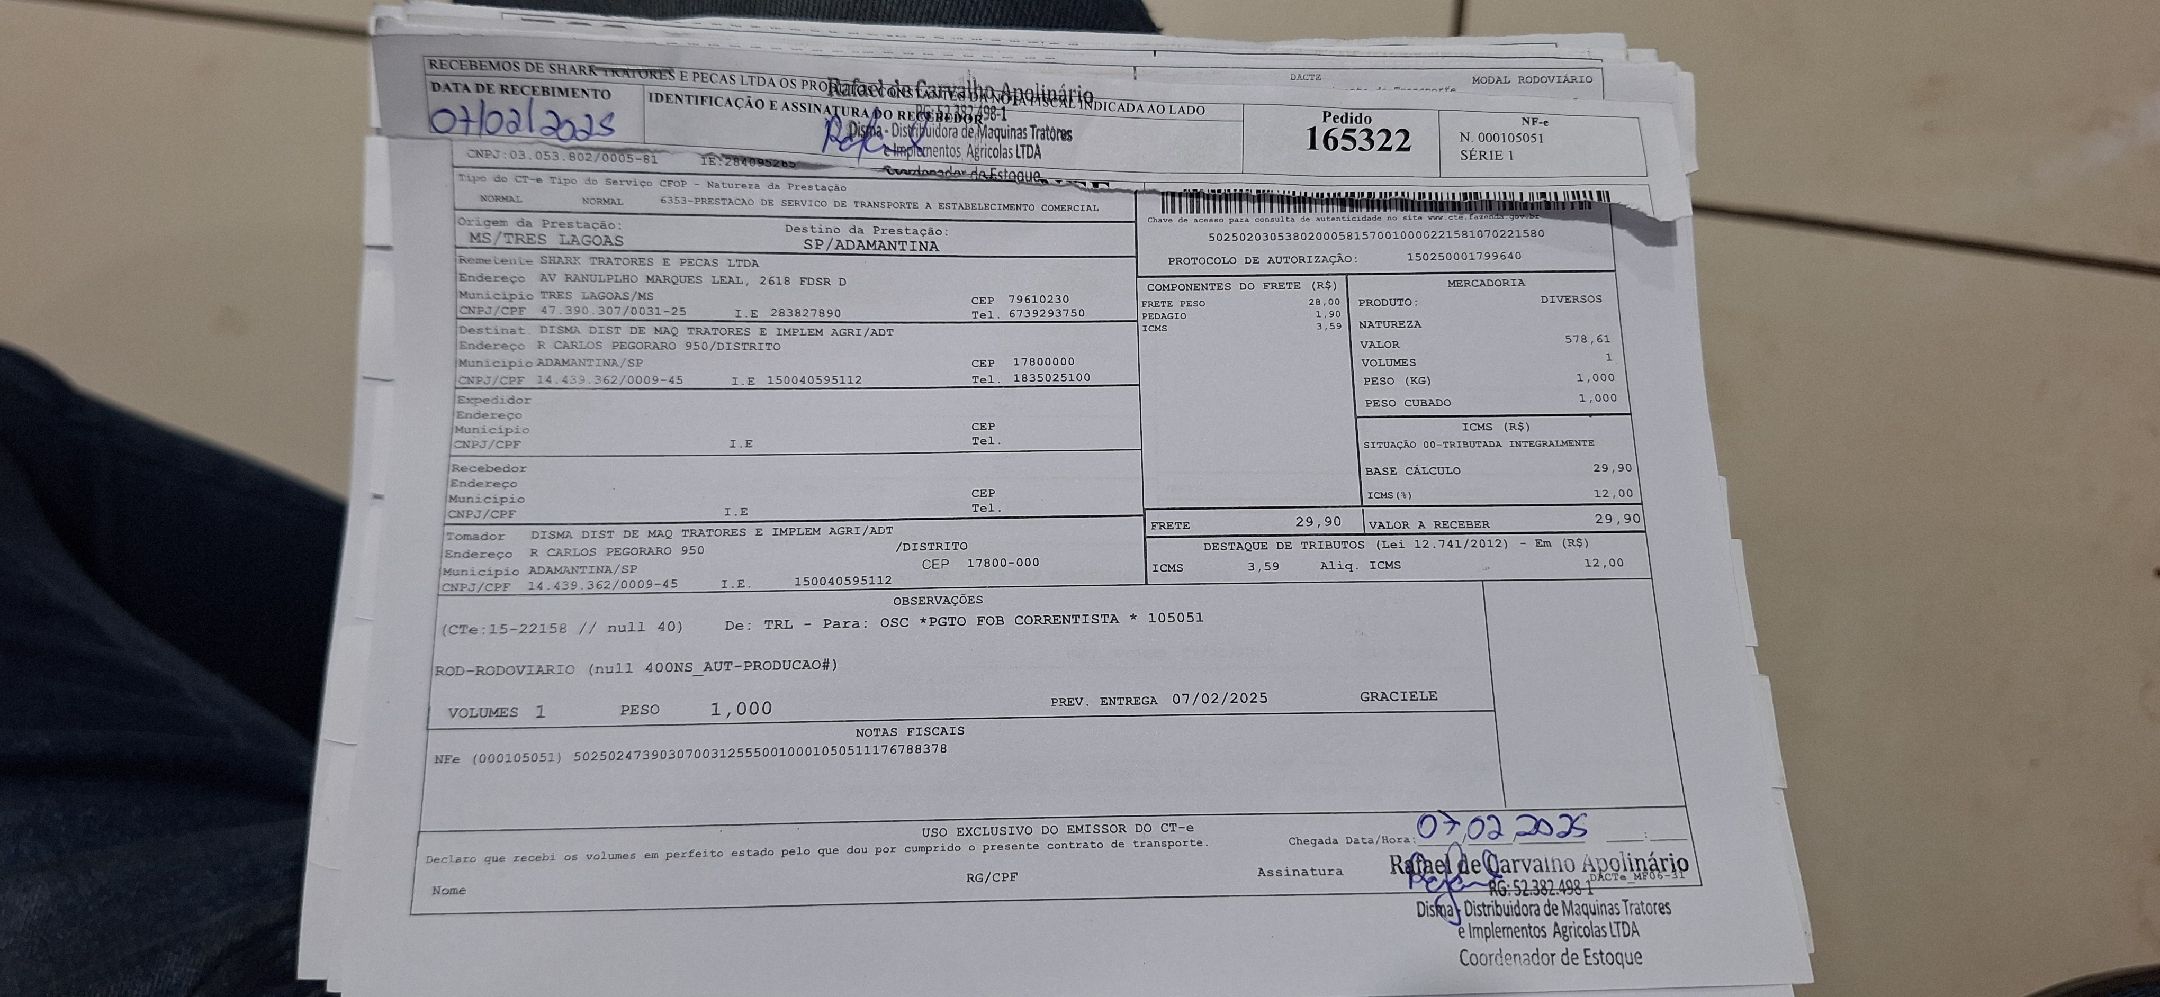 RECEBEMOS DE SHARK TRATORES E PECAS LTDA OS PRODUTOS CONSTANTES DA NOTA FISCAL INDICADA AO LADO
DATA DE RECEBIMENTO
07/02/2025
IDENTIFICAÇÃO E ASSINATURA DO RECEBEDOR
Rafael de Carvalho Apolinário
RG: 52.382.498-1
Disma - Distribuidora de Maquinas Tratores
e Implementos Agricolas LTDA
Coordenador de Estoque
Pedido
165322
NF-e
N. 000105051
SÉRIE 1
DACTE
MODAL RODOVIÁRIO
CNPJ:03.053.802/0005-81 IE:284095265
Tipo do CT-e Tipo do Serviço CFOP - Natureza da Prestação
NORMAL NORMAL 6353-PRESTACAO DE SERVICO DE TRANSPORTE A ESTABELECIMENTO COMERCIAL
Origem da Prestação: Destino da Prestação:
MS/TRES LAGOAS SP/ADAMANTINA
Chave de acesso para consulta de autenticidade no site www.cte.fazenda.gov.br
50250203053802000581570010000221581070221580
PROTOCOLO DE AUTORIZAÇÃO: 150250001799640
Remetente SHARK TRATORES E PECAS LTDA
Endereço AV RANULPLHO MARQUES LEAL, 2618 FDSR D
Municipio TRES LAGOAS/MS CEP 79610230
CNPJ/CPF 47.390.307/0031-25 I.E 283827890 Tel. 6739293750
Destinat. DISMA DIST DE MAQ TRATORES E IMPLEM AGRI/ADT
Endereço R CARLOS PEGORARO 950/DISTRITO
Municipio ADAMANTINA/SP CEP 17800000
CNPJ/CPF 14.439.362/0009-45 I.E 150040595112 Tel. 1835025100
Expedidor
Endereço
Municipio CEP
CNPJ/CPF I.E Tel.
Recebedor
Endereço
Municipio CEP
CNPJ/CPF I.E Tel.
Tomador DISMA DIST DE MAQ TRATORES E IMPLEM AGRI/ADT
Endereço R CARLOS PEGORARO 950 /DISTRITO
Municipio ADAMANTINA/SP CEP 17800-000
CNPJ/CPF 14.439.362/0009-45 I.E. 150040595112
COMPONENTES DO FRETE (R$)
FRETE PESO 28,00
PEDAGIO 1,90
ICMS 3,59
MERCADORIA
PRODUTO: DIVERSOS
NATUREZA
VALOR 578,61
VOLUMES 1
PESO (KG) 1,000
PESO CUBADO 1,000
ICMS (R$)
SITUAÇÃO 00-TRIBUTADA INTEGRALMENTE
BASE CÁLCULO 29,90
ICMS(%) 12,00
FRETE 29,90 VALOR A RECEBER 29,90
DESTAQUE DE TRIBUTOS (Lei 12.741/2012) - Em (R$)
ICMS 3,59 Aliq. ICMS 12,00
OBSERVAÇÕES
(CTe:15-22158 // null 40) De: TRL - Para: OSC *PGTO FOB CORRENTISTA * 105051
ROD-RODOVIARIO (null 400NS_AUT-PRODUCAO#)
VOLUMES 1 PESO 1,000 PREV. ENTREGA 07/02/2025 GRACIELE
NOTAS FISCAIS
NFe (000105051) 50250247390307003125550010001050511176788378
USO EXCLUSIVO DO EMISSOR DO CT-e
Declaro que recebi os volumes em perfeito estado pelo que dou por cumprido o presente contrato de transporte.
Chegada Data/Hora: 07/02/2025 :
Nome RG/CPF Assinatura
Rafael de Carvalho Apolinário
DACTe_MF06-31
RG: 52.382.498-1
Disma - Distribuidora de Maquinas Tratores
e Implementos Agricolas LTDA
Coordenador de Estoque